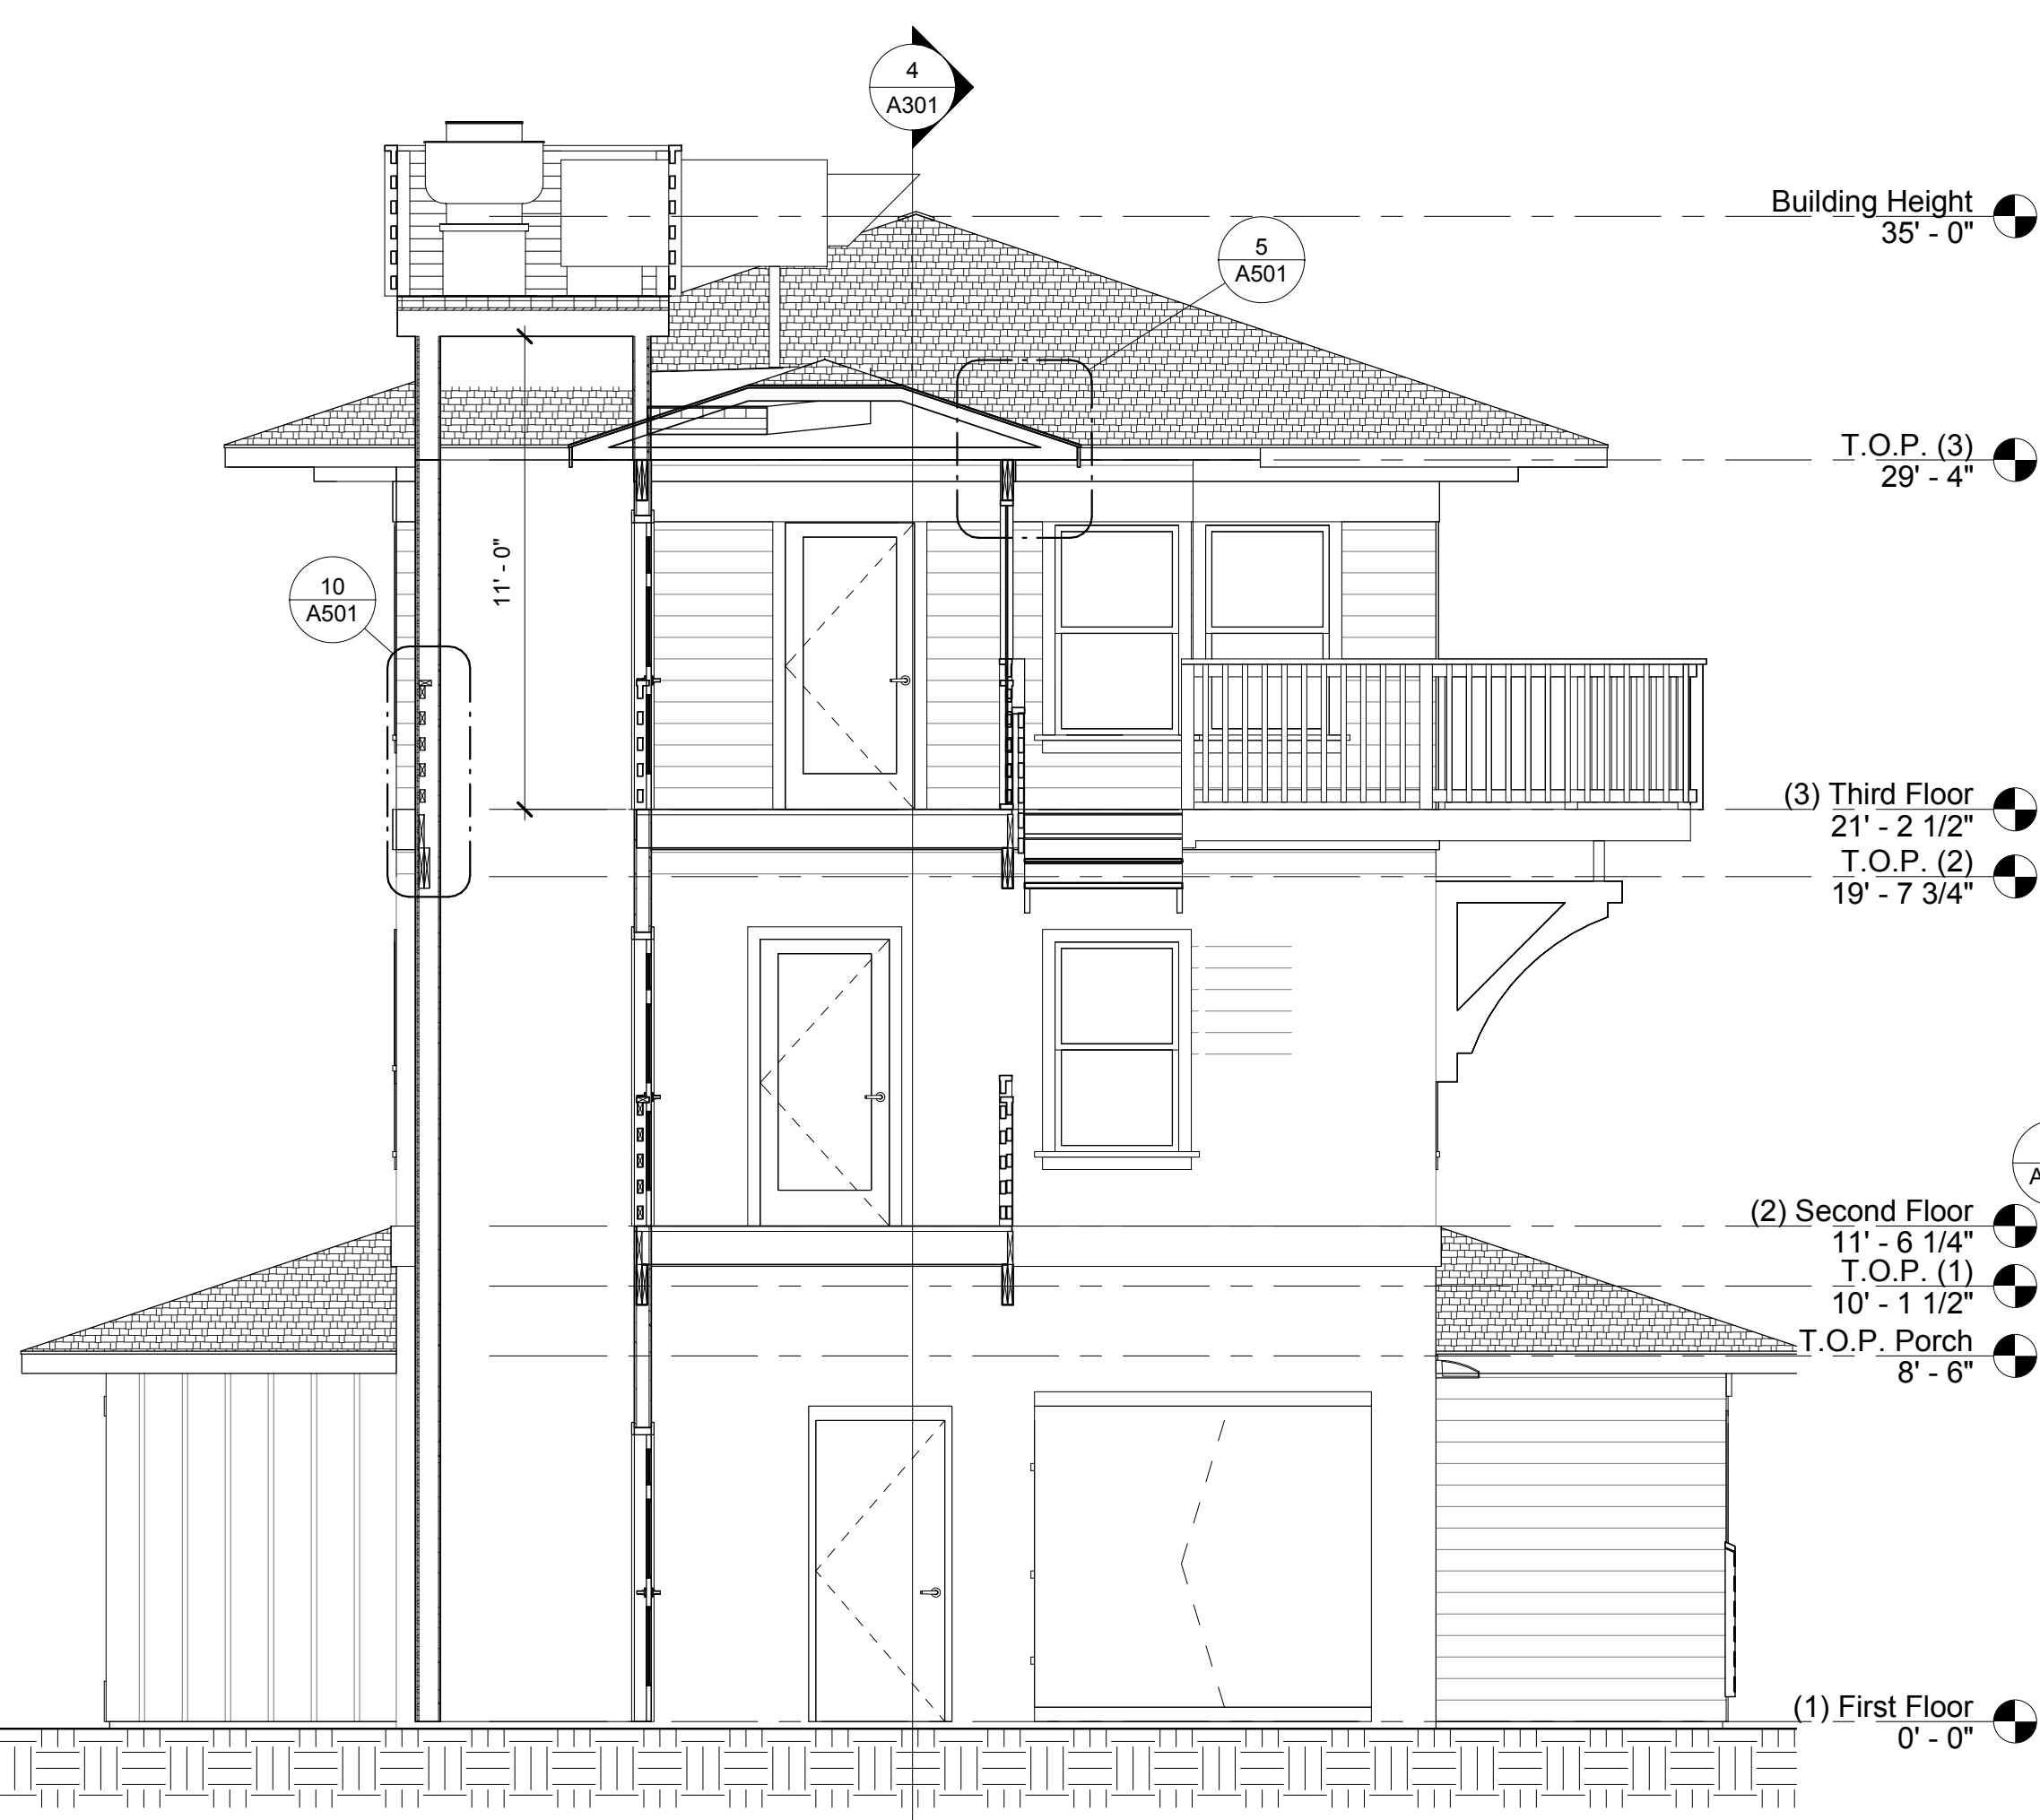 4
A301
Building Height
35' - 0"
5
A501
T.O.P. (3)
29' - 4"
11' - 0"
10
A501
(3) Third Floor
21' - 2 1/2"
T.O.P. (2)
19' - 7 3/4"
A
(2) Second Floor
11' - 6 1/4"
T.O.P. (1)
10' - 1 1/2"
T.O.P. Porch
8' - 6"
(1) First Floor
0' - 0"